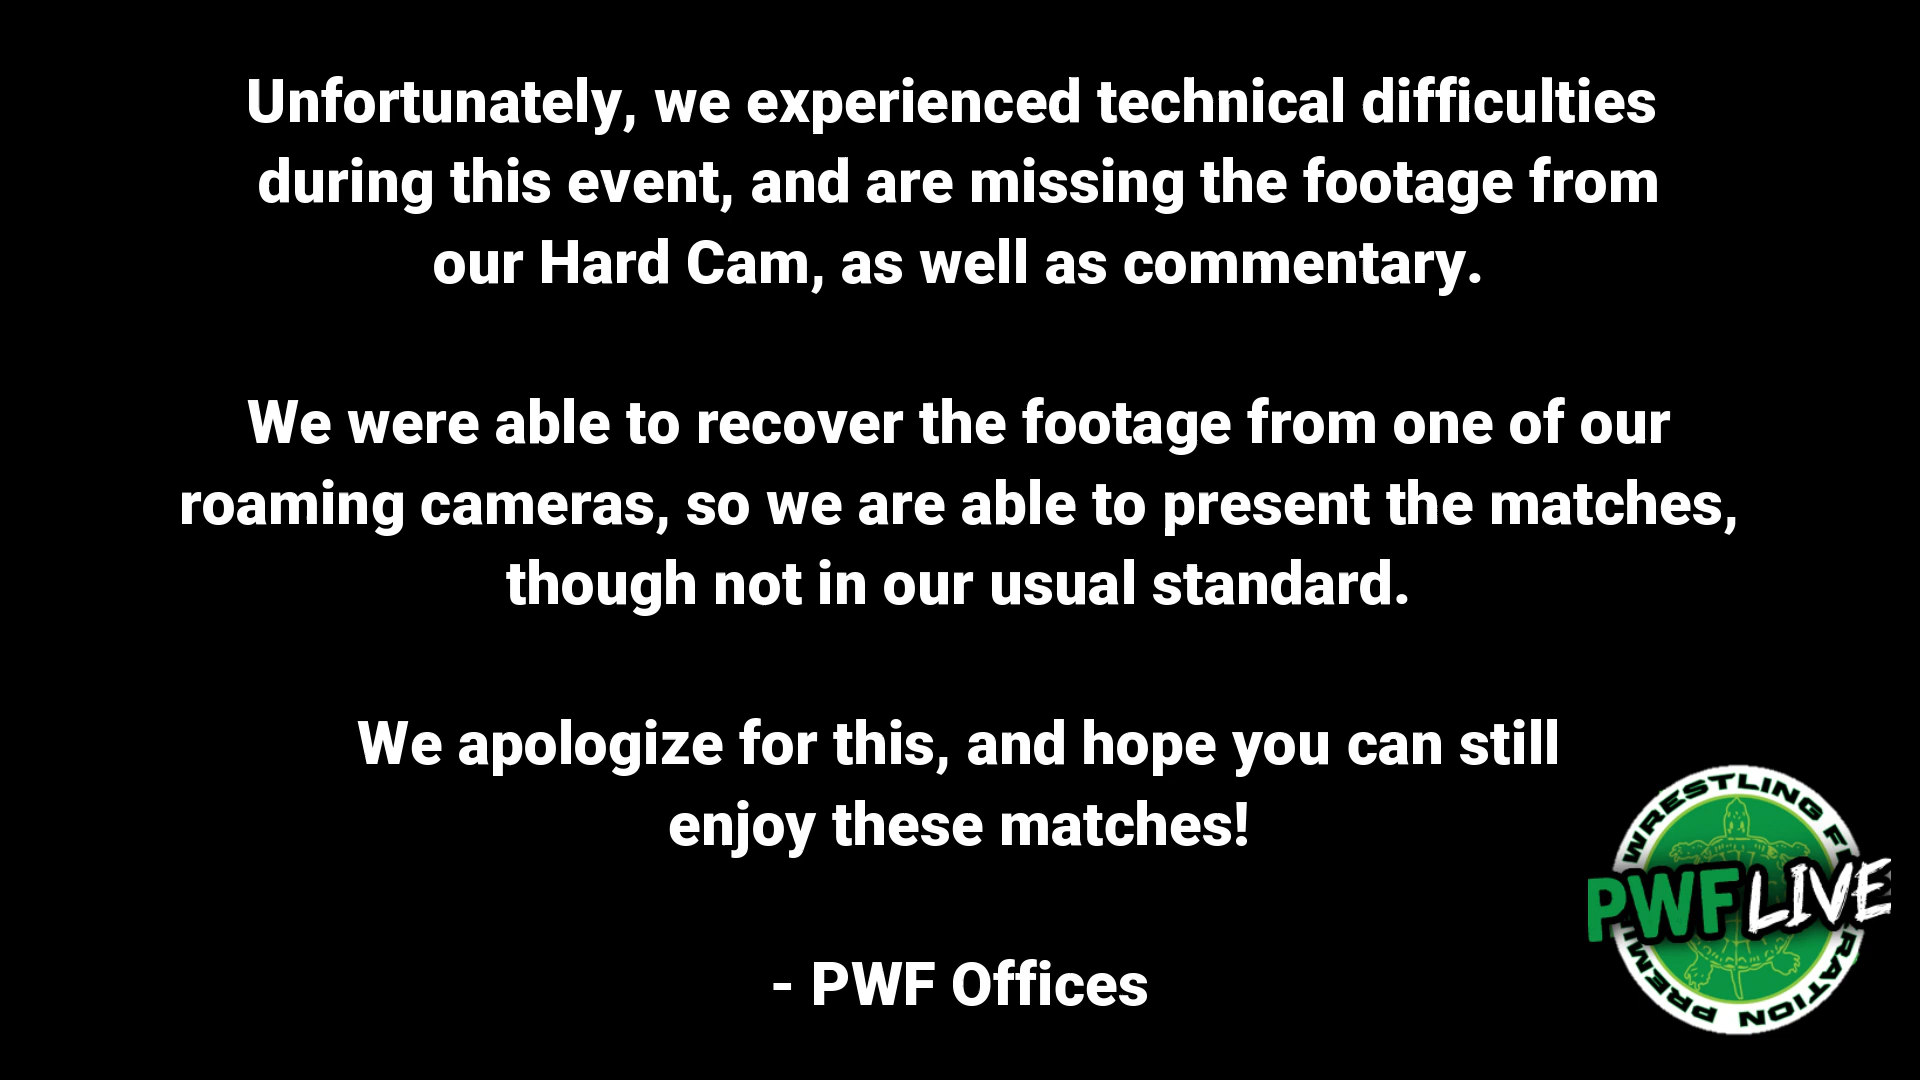 Unfortunately, we experienced technical difficulties
during this event, and are missing the footage from
our Hard Cam, as well as commentary.
We were able to recover the footage from one of our
roaming cameras, so we are able to present the matches,
though not in our usual standard.
We apologize for this, and hope you can still
enjoy these matches!
- PWF Offices
WRESTLING
PWF LIVE